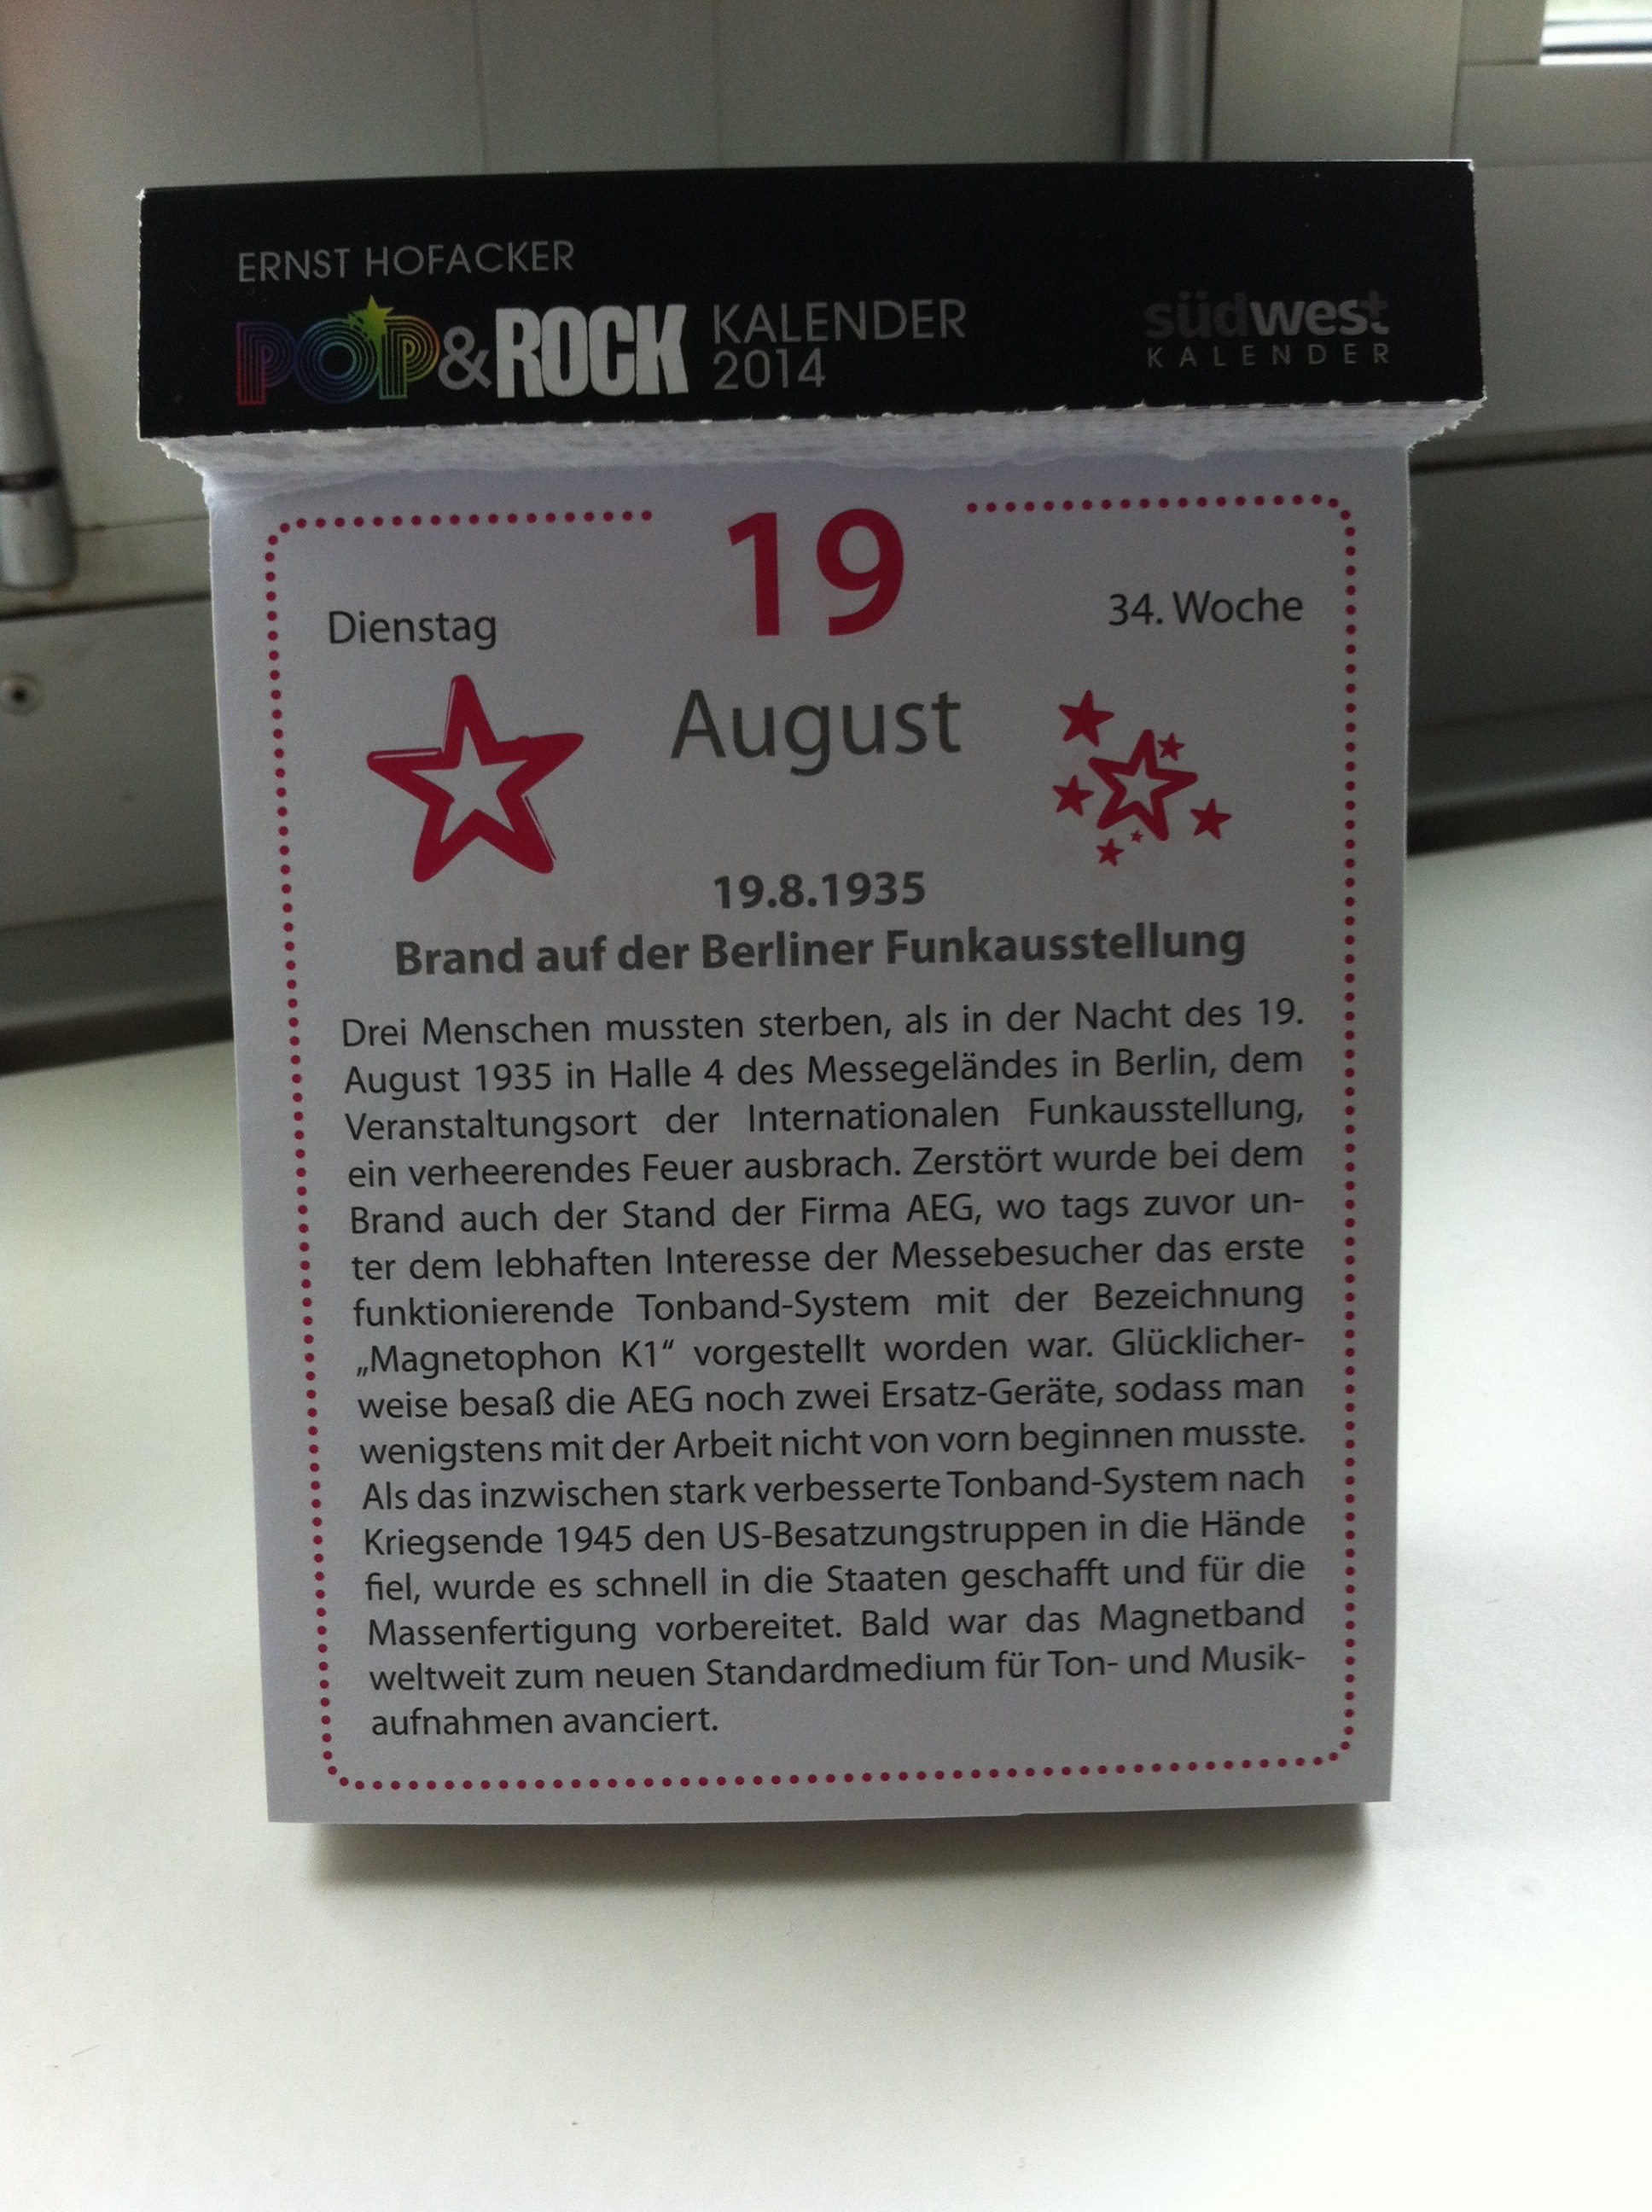 ERNST HOFACKER
POP&ROCK KALENDER 2014
südwest
KALENDER
19
Dienstag
34. Woche
August
19.8.1935
Brand auf der Berliner Funkausstellung
Drei Menschen mussten sterben, als in der Nacht des 19.
August 1935 in Halle 4 des Messegeländes in Berlin, dem
Veranstaltungsort der Internationalen Funkausstellung,
ein verheerendes Feuer ausbrach. Zerstört wurde bei dem
Brand auch der Stand der Firma AEG, wo tags zuvor un-
ter dem lebhaften Interesse der Messebesucher das erste
funktionierende Tonband-System mit der Bezeichnung
„Magnetophon K1“ vorgestellt worden war. Glücklicher-
weise besaß die AEG noch zwei Ersatz-Geräte, sodass man
wenigstens mit der Arbeit nicht von vorn beginnen musste.
Als das inzwischen stark verbesserte Tonband-System nach
Kriegsende 1945 den US-Besatzungstruppen in die Hände
fiel, wurde es schnell in die Staaten geschafft und für die
Massenfertigung vorbereitet. Bald war das Magnetband
weltweit zum neuen Standardmedium für Ton- und Musik-
aufnahmen avanciert.